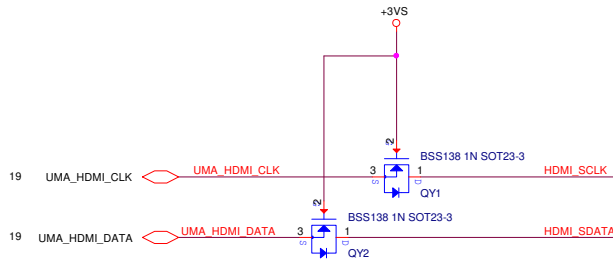 +3VS
2
BSS138 1N SOT23-3
19 UMA_HDMI_CLK UMA_HDMI_CLK 3 1 HDMI_SCLK
S D
QY1
2
BSS138 1N SOT23-3
19 UMA_HDMI_DATA UMA_HDMI_DATA 3 1 HDMI_SDATA
S D
QY2